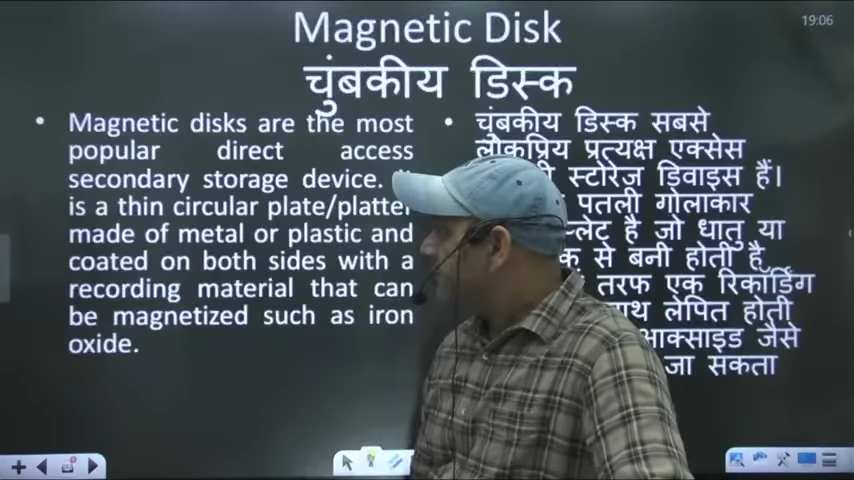 19:06
Magnetic Disk
चुंबकीय डिस्क
• Magnetic disks are the most
popular direct access
secondary storage device.
is a thin circular plate/platter
made of metal or plastic and
coated on both sides with a
recording material that can
be magnetized such as iron
oxide.
• चुंबकीय डिस्क सबसे
लोकप्रिय प्रत्यक्ष एक्सेस
स्टोरेज डिवाइस हैं।
पतली गोलाकार
है जो धातु या
से बनी होती है
तरफ एक रिकॉर्डिंग
लेपित होती
जैसे
जा सकता